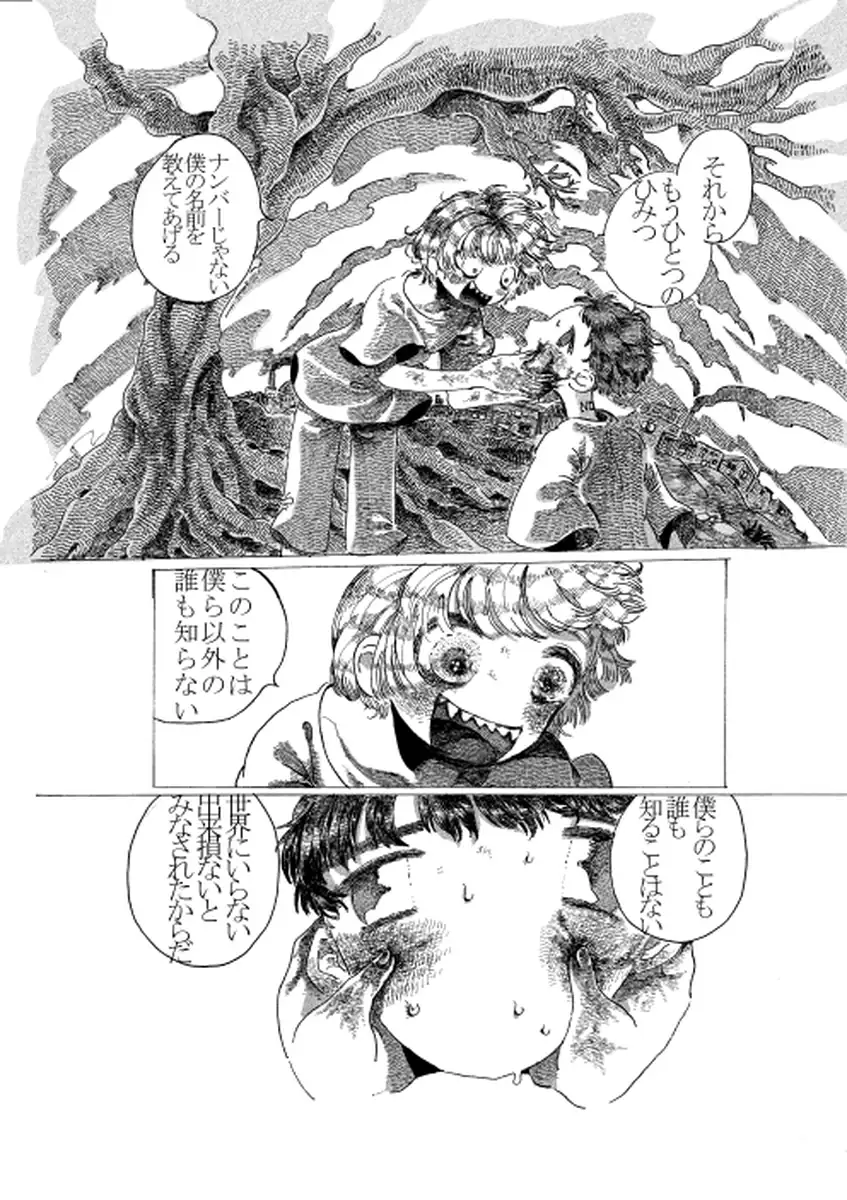 それから
もうひとつの
ひみつ
ナンバーじゃない
僕の名前を
教えてあげる
このことは
僕ら以外の
誰も知らない
僕らのことも
誰も
知ることはない
世界にいらない
出来損ないと
みなされたからだ